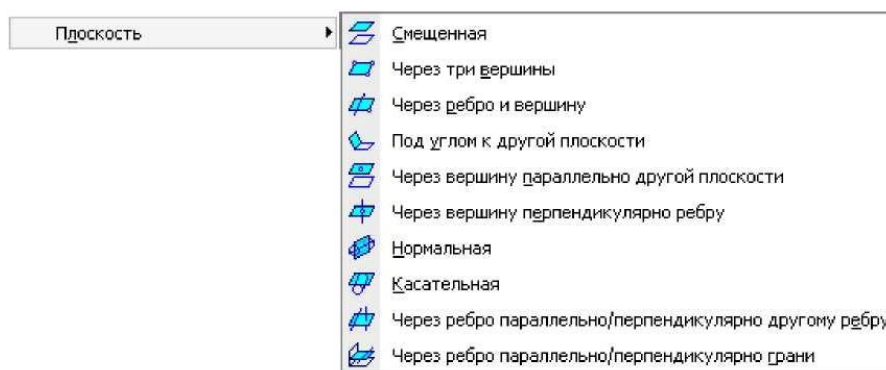 Плоскость
Смещенная
Через три вершины
Через ребро и вершину
Под углом к другой плоскости
Через вершину параллельно другой плоскости
Через вершину перпендикулярно ребру
Нормальная
Касательная
Через ребро параллельно/перпендикулярно другому ребру
Через ребро параллельно/перпендикулярно грани